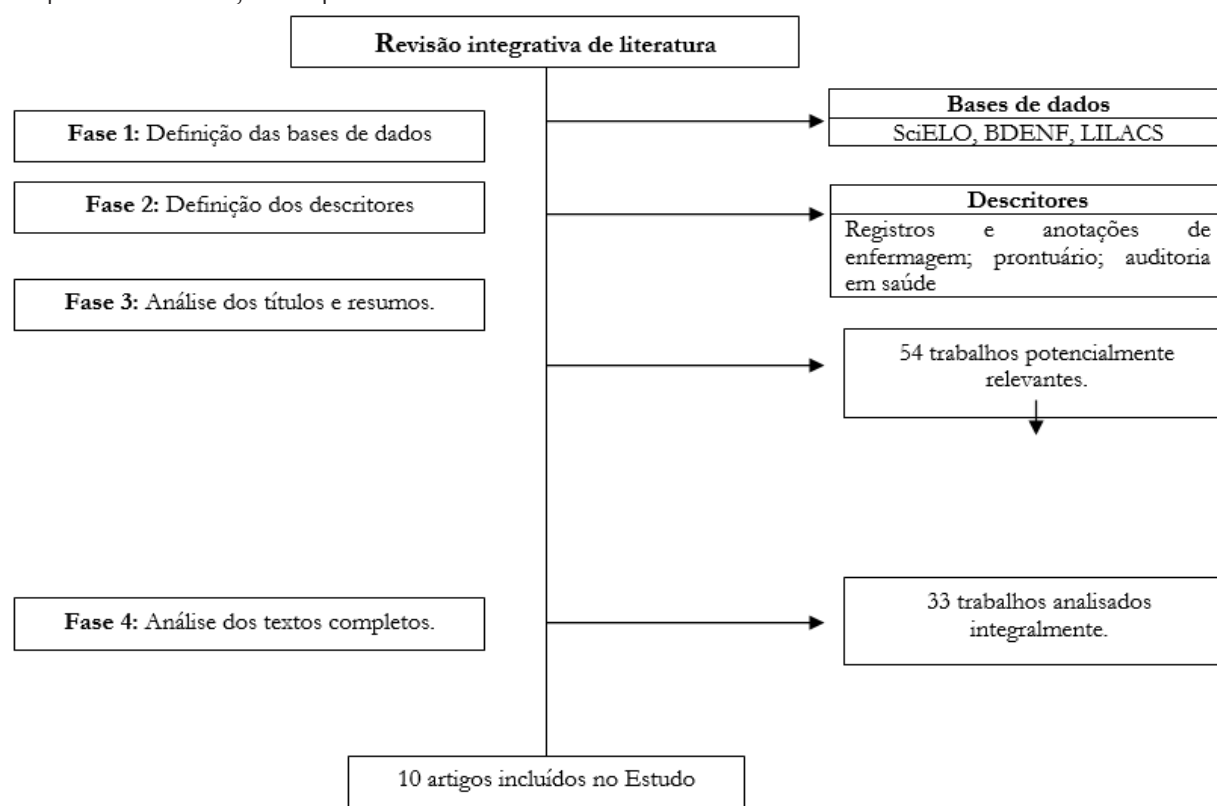 Revisão integrativa de literatura
Fase 1: Definição das bases de dados
Bases de dados
SciELO, BDENF, LILACS
Fase 2: Definição dos descritores
Descritores
Registros e anotações de
enfermagem; prontuário; auditoria
em saúde
Fase 3: Análise dos títulos e resumos.
54 trabalhos potencialmente
relevantes.
Fase 4: Análise dos textos completos.
33 trabalhos analisados
integralmente.
10 artigos incluídos no Estudo